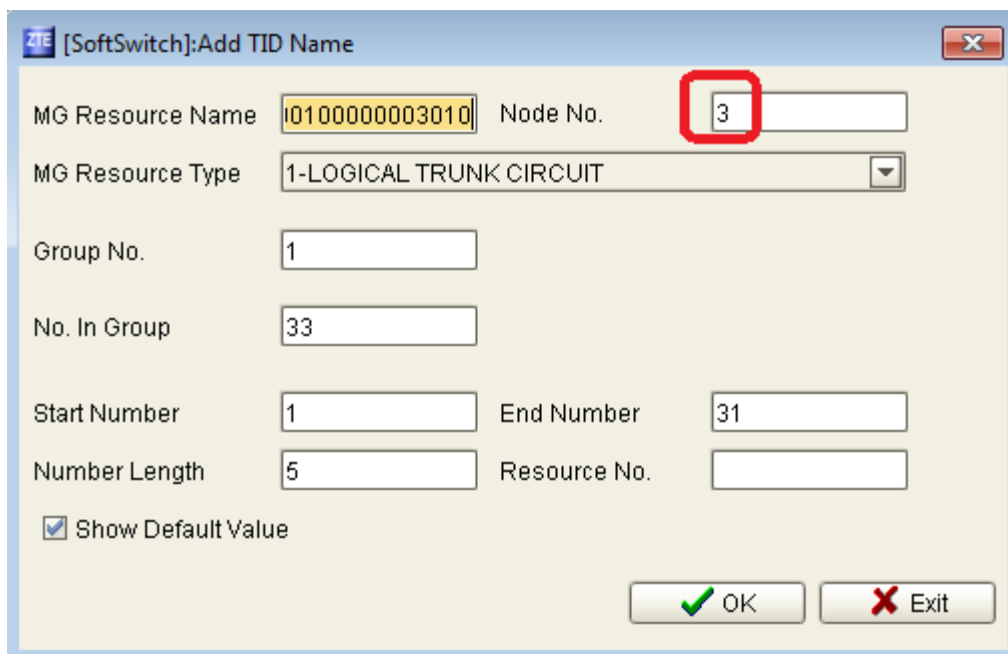 ZTE [SoftSwitch]:Add TID Name
MG Resource Name 0100000003010 Node No. 3
MG Resource Type 1-LOGICAL TRUNK CIRCUIT
Group No. 1
No. In Group 33
Start Number 1 End Number 31
Number Length 5 Resource No.
Show Default Value
OK Exit